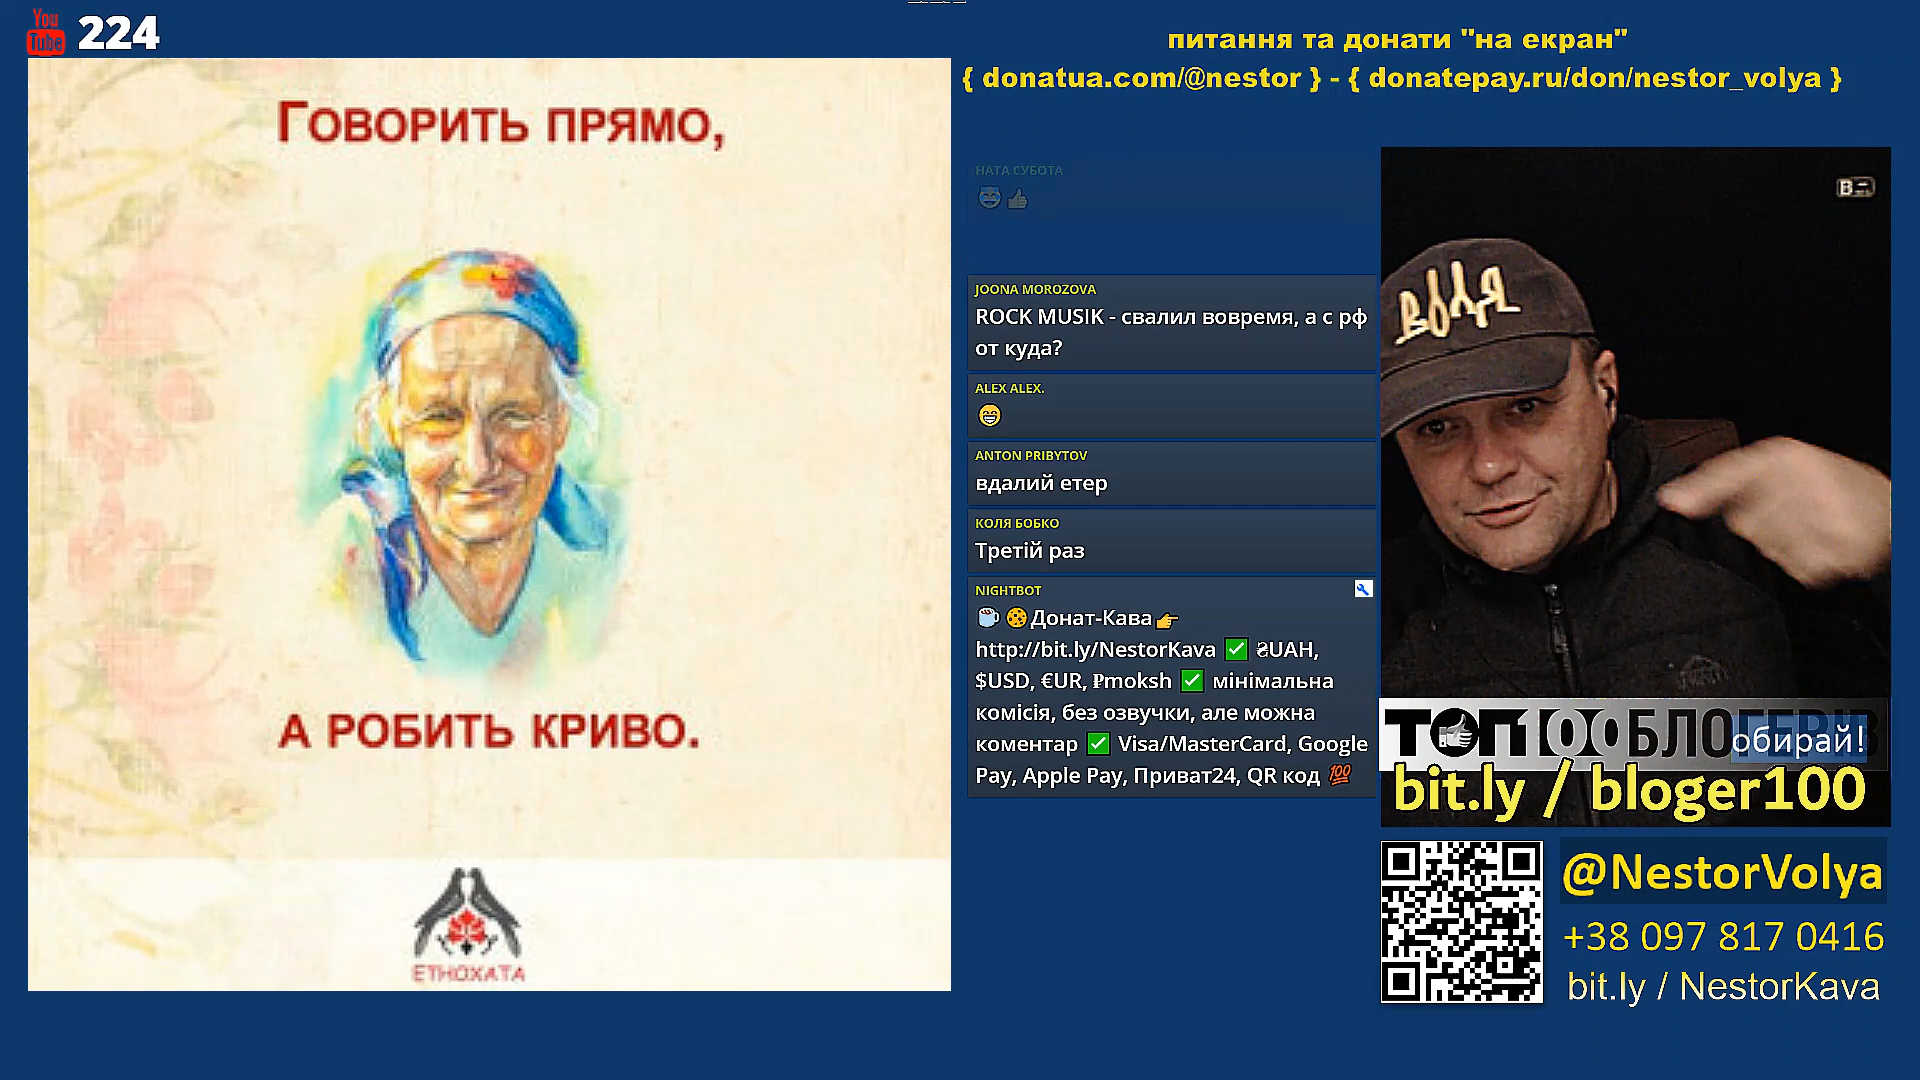 You
Tube
224
питання та донати "на екран"
{ donatua.com/@nestor } - { donatepay.ru/don/nestor_volya }
ГОВОРИТЬ ПРЯМО,
А РОБИТЬ КРИВО.
ЕТНОХАТА
НАТА СУБОТА
JOONA MOROZOVA
ROCK MUSIK - свалил вовремя, а с рф
от куда?
ALEX ALEX.
😁
ANTON PRIBYTOV
вдалий етер
КОЛЯ БОБКО
Третій раз
NIGHTBOT
☕🍪Донат-Кава👉
http://bit.ly/NestorKava ✅ ₴UAH,
$USD, €UR, ₽moksh ✅ мінімальна
комісія, без озвучки, але можна
коментар ✅ Visa/MasterCard, Google
Pay, Apple Pay, Приват24, QR код 💯
воля
ТОП 100 БЛОГЕРІВ
обирай!
bit.ly / bloger100
@NestorVolya
+38 097 817 0416
bit.ly / NestorKava